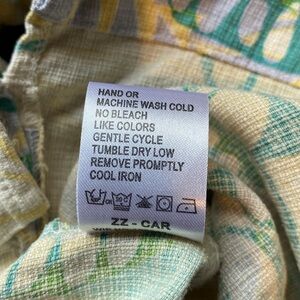 HAND OR
MACHINE WASH COLD
NO BLEACH
LIKE COLORS
GENTLE CYCLE
TUMBLE DRY LOW
REMOVE PROMPTLY
COOL IRON
ZZ - CAR